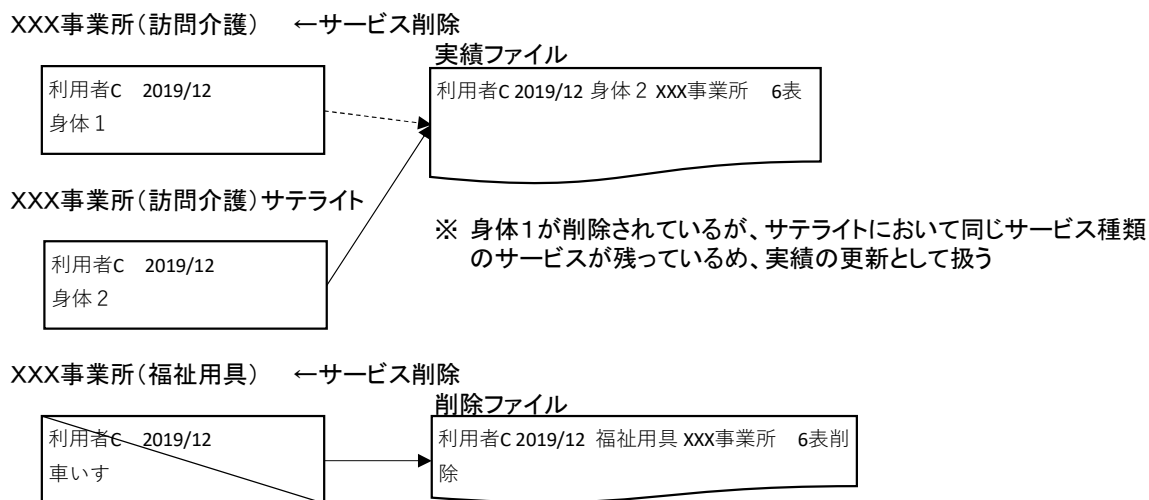 XXX事業所(訪問介護)　←サービス削除
実績ファイル
利用者C　2019/12
身体１
利用者C 2019/12 身体２ XXX事業所　6表
XXX事業所(訪問介護)サテライト
利用者C　2019/12
身体２
※ 身体１が削除されているが、サテライトにおいて同じサービス種類
のサービスが残っているめ、実績の更新として扱う
XXX事業所(福祉用具)　←サービス削除
削除ファイル
利用者C　2019/12
車いす
利用者C 2019/12 福祉用具 XXX事業所　6表削
除